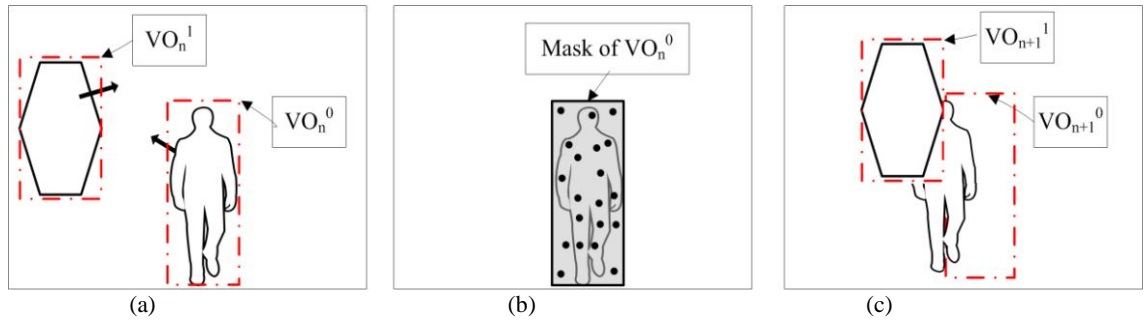 VOₙ¹
VOₙ⁰
(a)
Mask of VOₙ⁰
(b)
VOₙ₊₁¹
VOₙ₊₁⁰
(c)